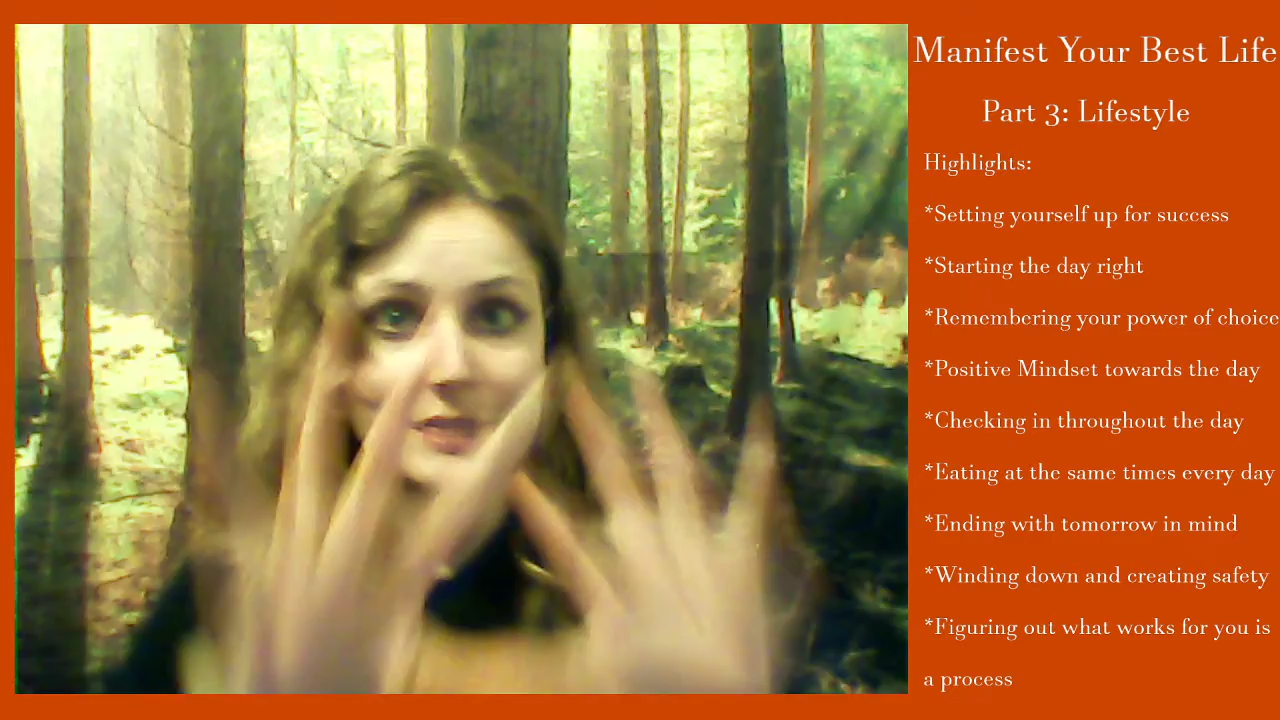 Manifest Your Best Life
Part 3: Lifestyle
Highlights:
*Setting yourself up for success
*Starting the day right
*Remembering your power of choice
*Positive Mindset towards the day
*Checking in throughout the day
*Eating at the same times every day
*Ending with tomorrow in mind
*Winding down and creating safety
*Figuring out what works for you is
a process